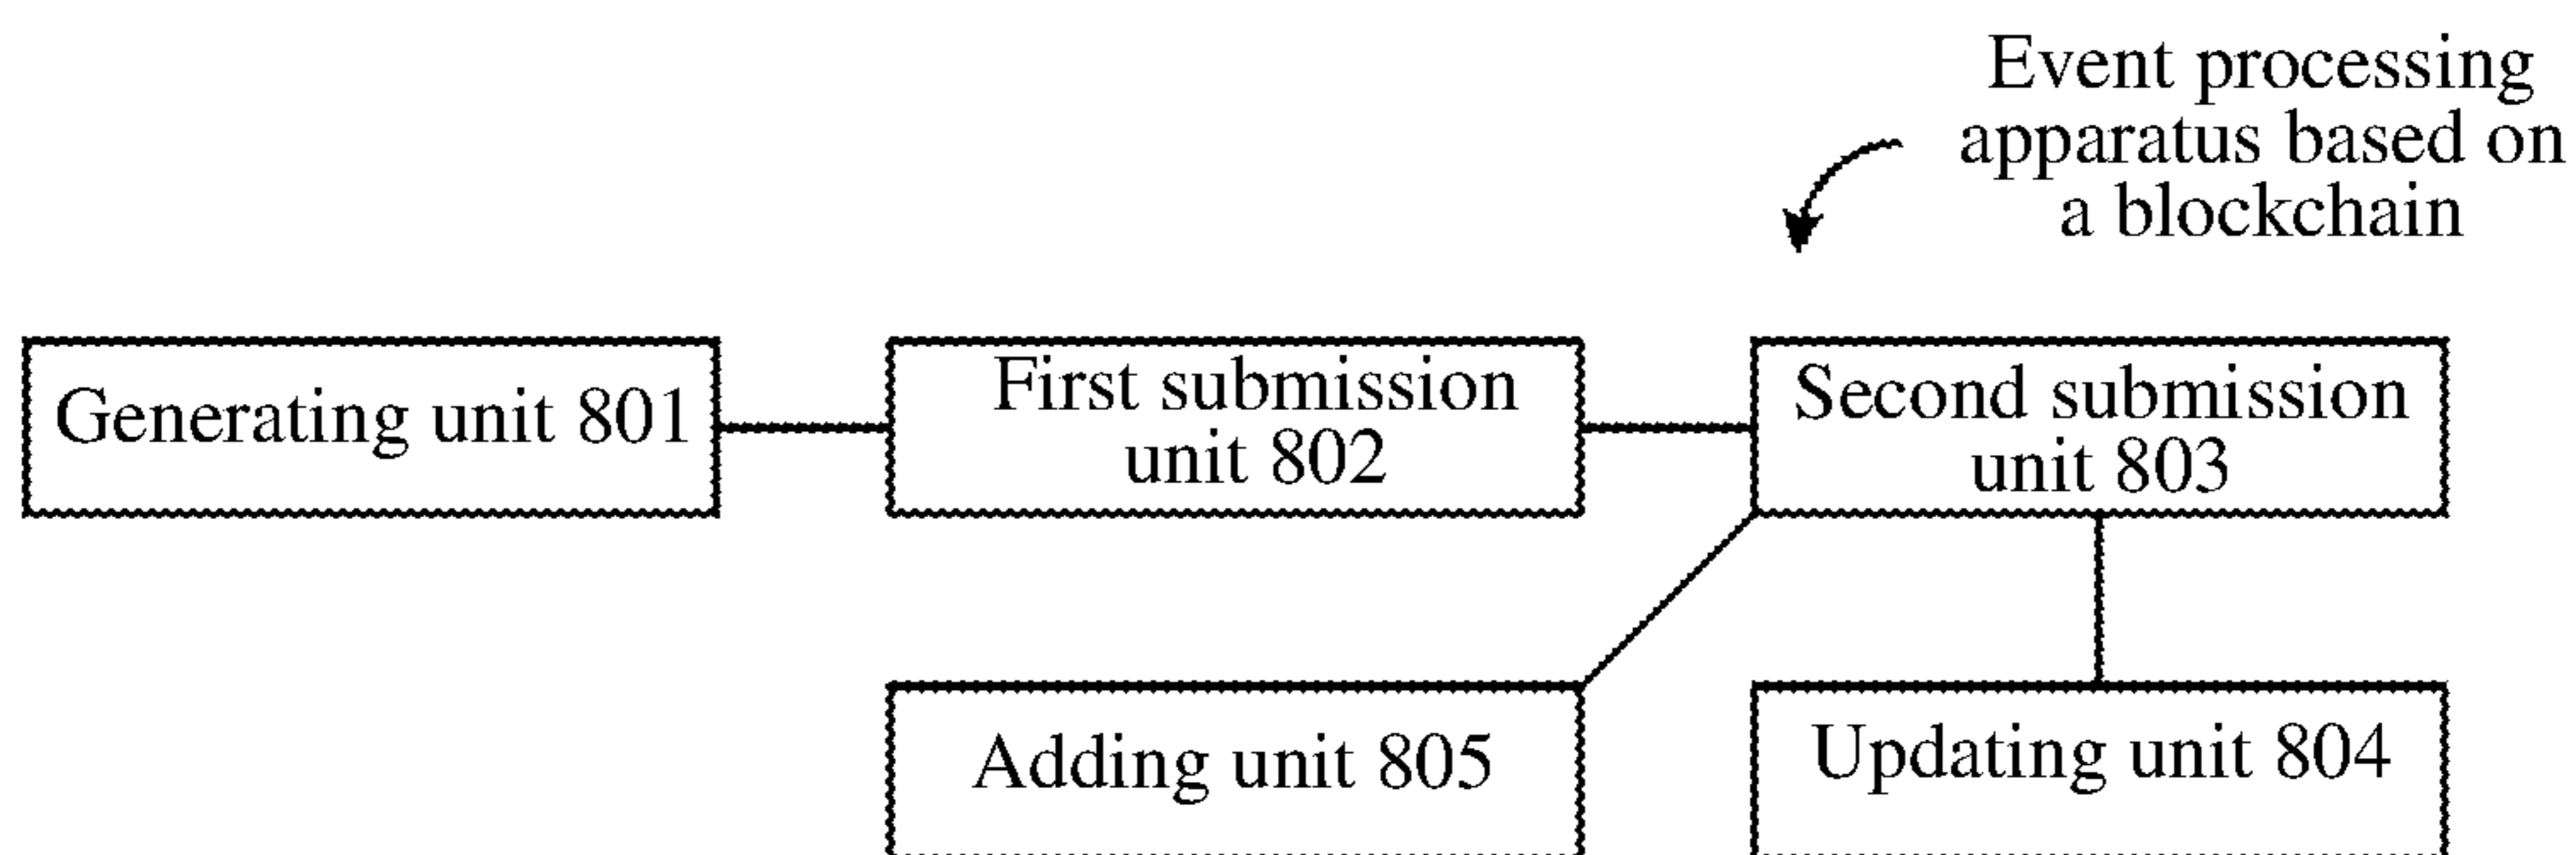 Event processing
apparatus based on
a blockchain
Generating unit 801
First submission
unit 802
Second submission
unit 803
Adding unit 805
Updating unit 804